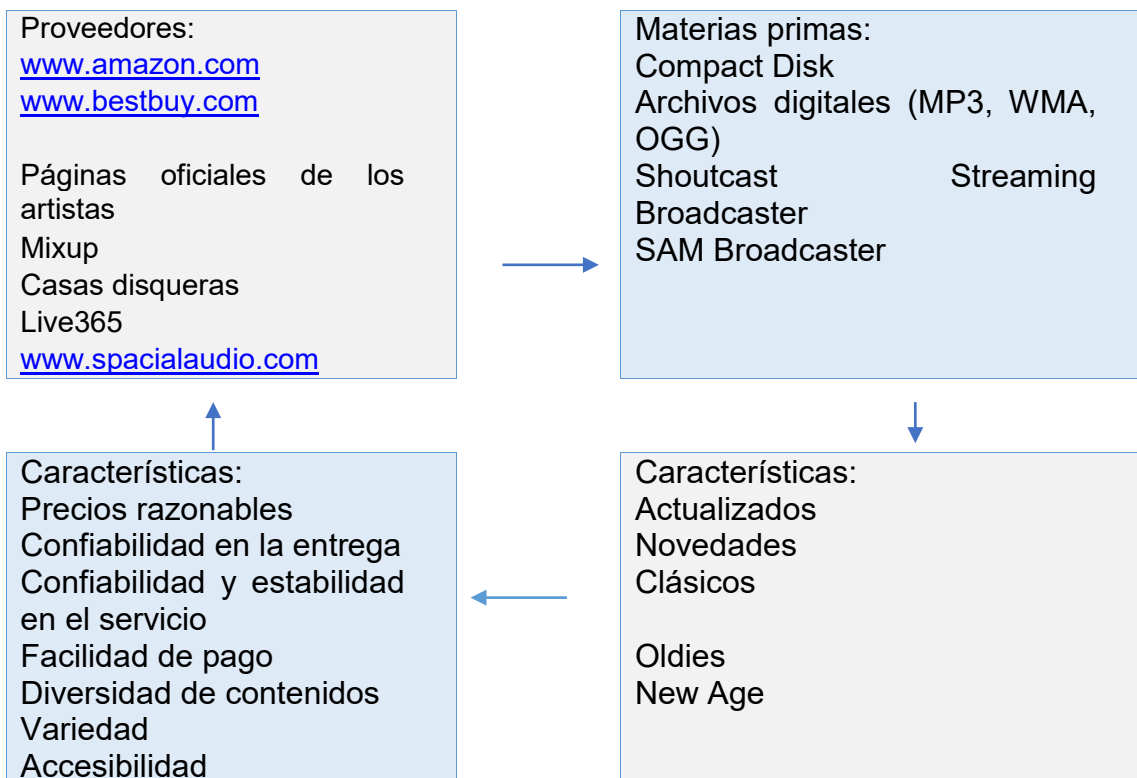 Proveedores:
www.amazon.com
www.bestbuy.com
Páginas oficiales de los
artistas
Mixup
Casas disqueras
Live365
www.spacialaudio.com
Materias primas:
Compact Disk
Archivos digitales (MP3, WMA,
OGG)
Shoutcast Streaming
Broadcaster
SAM Broadcaster
Características:
Precios razonables
Confiabilidad en la entrega
Confiabilidad y estabilidad
en el servicio
Facilidad de pago
Diversidad de contenidos
Variedad
Accesibilidad
Características:
Actualizados
Novedades
Clásicos
Oldies
New Age